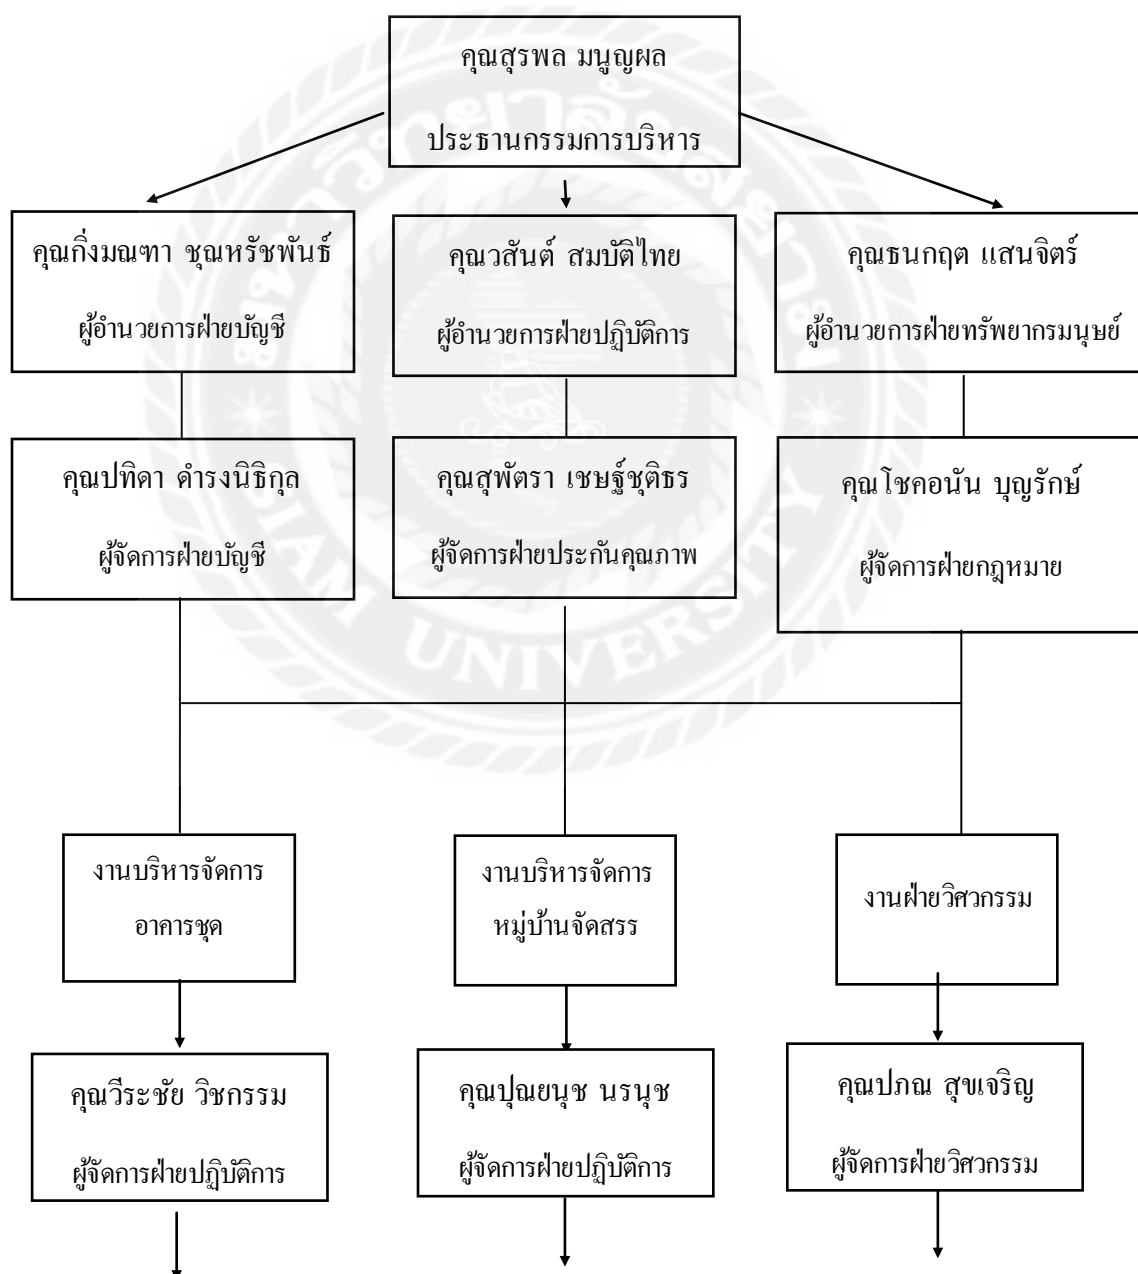 คุณสุรพล มนูญผล
ประธานกรรมการบริหาร
คุณกิ่งมณฑา ชุณหรัชพันธ์
ผู้อำนวยการฝ่ายบัญชี
คุณวสันต์ สมบัติไทย
ผู้อำนวยการฝ่ายปฏิบัติการ
คุณธนกฤต แสนจิตร์
ผู้อำนวยการฝ่ายทรัพยากรมนุษย์
คุณปทิตา ดำรงนิธิกุล
ผู้จัดการฝ่ายบัญชี
คุณสุพัตรา เชษฐ์ชุติธร
ผู้จัดการฝ่ายประกันคุณภาพ
คุณโชคอนัน บุญรักษ์
ผู้จัดการฝ่ายกฎหมาย
งานบริหารจัดการ
อาคารชุด
งานบริหารจัดการ
หมู่บ้านจัดสรร
งานฝ่ายวิศวกรรม
คุณวีระชัย วิชกรรม
ผู้จัดการฝ่ายปฏิบัติการ
คุณปุณยนุช นรนุช
ผู้จัดการฝ่ายปฏิบัติการ
คุณปภณ สุขเจริญ
ผู้จัดการฝ่ายวิศวกรรม
มหาวิทยาลัยสยาม
SIAM UNIVERSITY